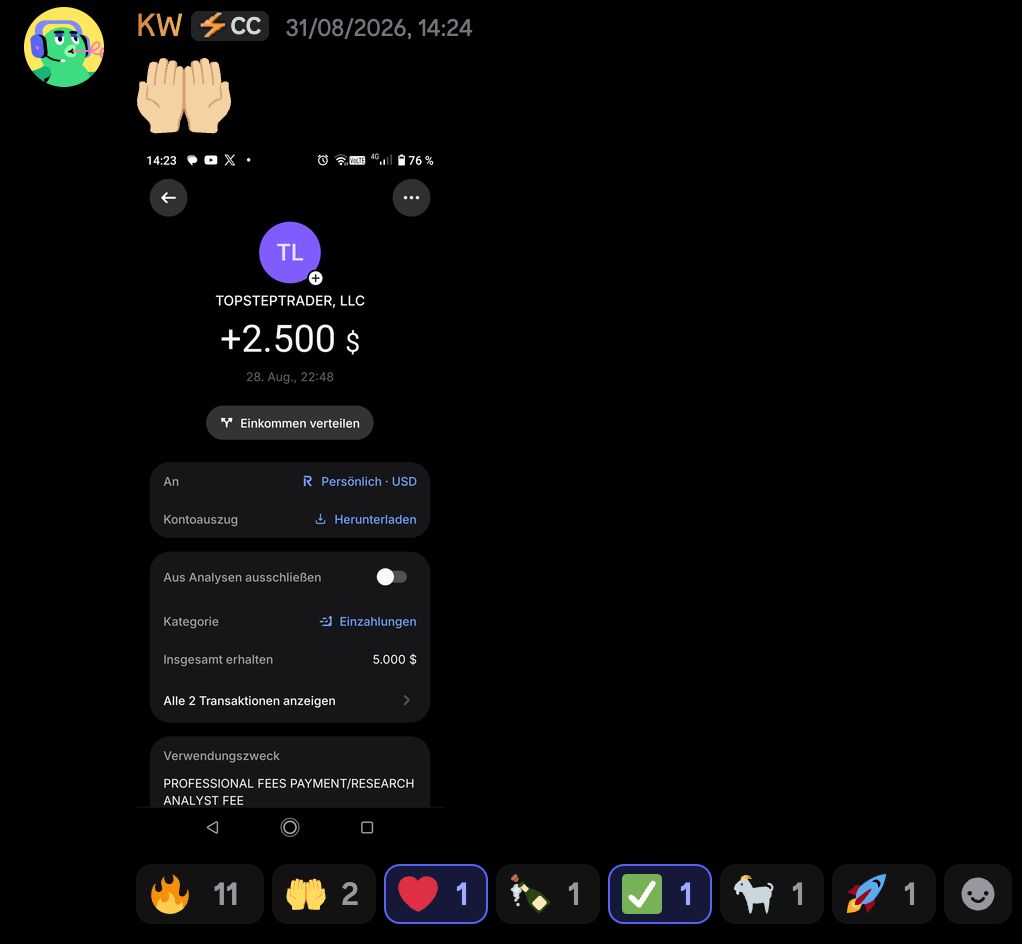 KW ⚡CC 31/08/2026, 14:24
14:23 VoLTE 4G 76 %
TL
TOPSTEPTRADER, LLC
+2.500 $
28. Aug., 22:48
Einkommen verteilen
An Persönlich · USD
Kontoauszug Herunterladen
Aus Analysen ausschließen
Kategorie Einzahlungen
Insgesamt erhalten 5.000 $
Alle 2 Transaktionen anzeigen
Verwendungszweck
PROFESSIONAL FEES PAYMENT/RESEARCH
ANALYST FEE
11 2 1 1 1 1 1